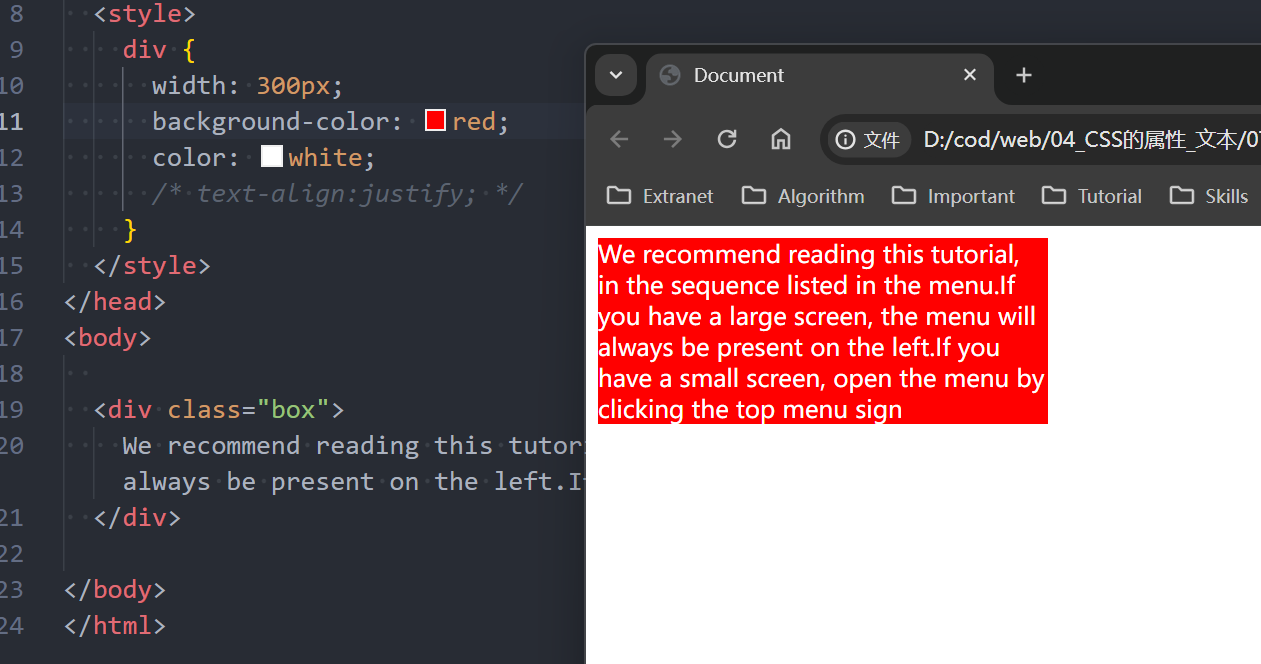 8 <style>
9 div {
10 width: 300px;
11 background-color: red;
12 color: white;
13 /* text-align:justify; */
14 }
15 </style>
16 </head>
17 <body>
18
19 <div class="box">
20 We recommend reading this tutor
always be present on the left.I
21 </div>
22
23 </body>
24 </html>
Document
文件 D:/cod/web/04_CSS的属性_文本/0
Extranet Algorithm Important Tutorial Skills
We recommend reading this tutorial,
in the sequence listed in the menu.If
you have a large screen, the menu will
always be present on the left.If you
have a small screen, open the menu by
clicking the top menu sign